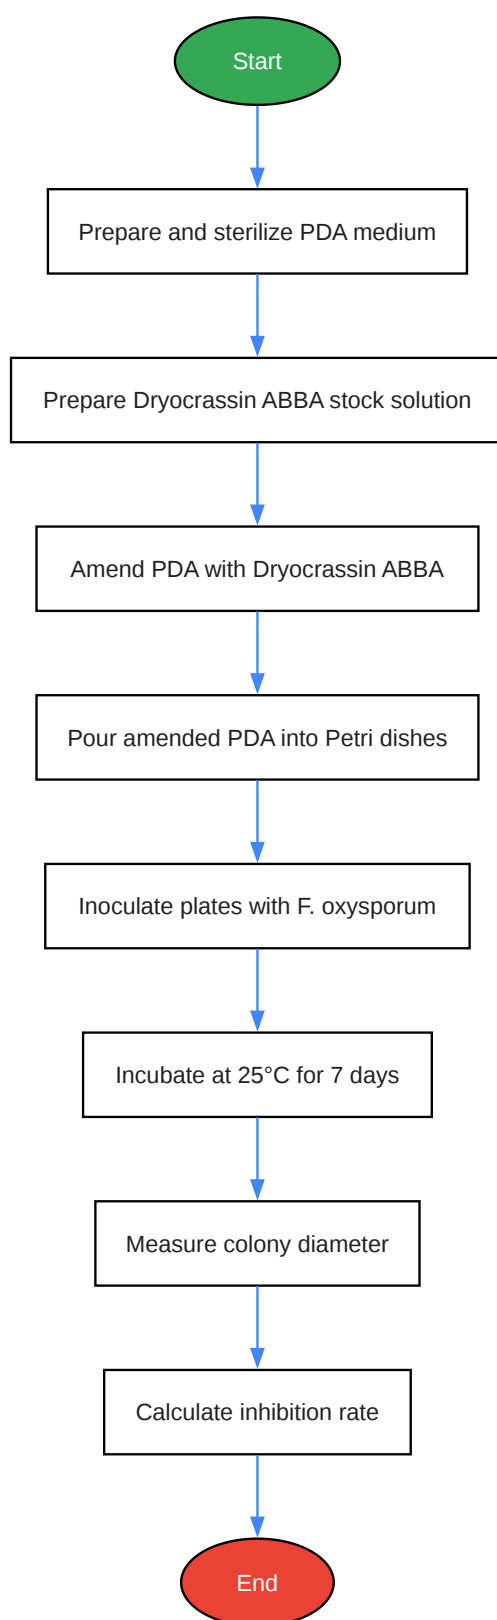 Start
Prepare and sterilize PDA medium
Prepare Dryocrassin ABBA stock solution
Amend PDA with Dryocrassin ABBA
Pour amended PDA into Petri dishes
Inoculate plates with F. oxysporum
Incubate at 25°C for 7 days
Measure colony diameter
Calculate inhibition rate
End